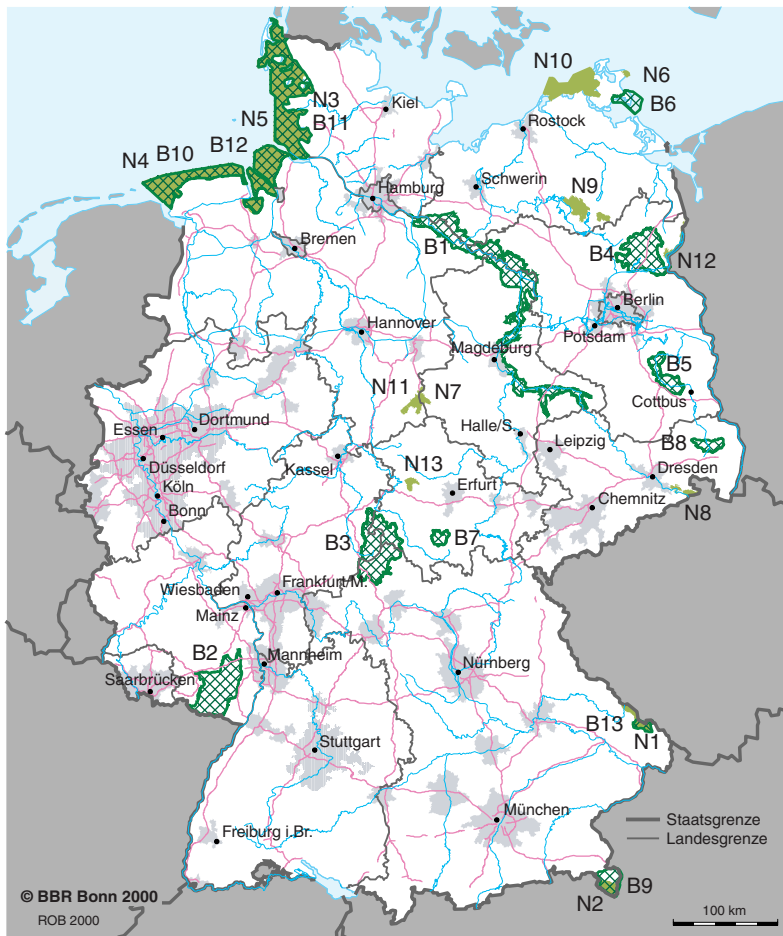 N10
N6
B6
N3
Kiel
N5
B11
Rostock
B12
B10
N4
Hamburg
Schwerin
N9
Bremen
B1
B4
N12
Berlin
Hannover
Potsdam
Magdeburg
B5
N11
N7
Cottbus
Dortmund
Essen
Halle/S.
Leipzig
B8
Düsseldorf
Kassel
Dresden
N13
Köln
Erfurt
Chemnitz
N8
Bonn
B3
B7
Wiesbaden
Frankfurt/M.
Mainz
B2
Mannheim
Nürnberg
Saarbrücken
B13
N1
Stuttgart
München
Staatsgrenze
Freiburg i.Br.
Landesgrenze
B9
N2
© BBR Bonn 2000
ROB 2000
100 km